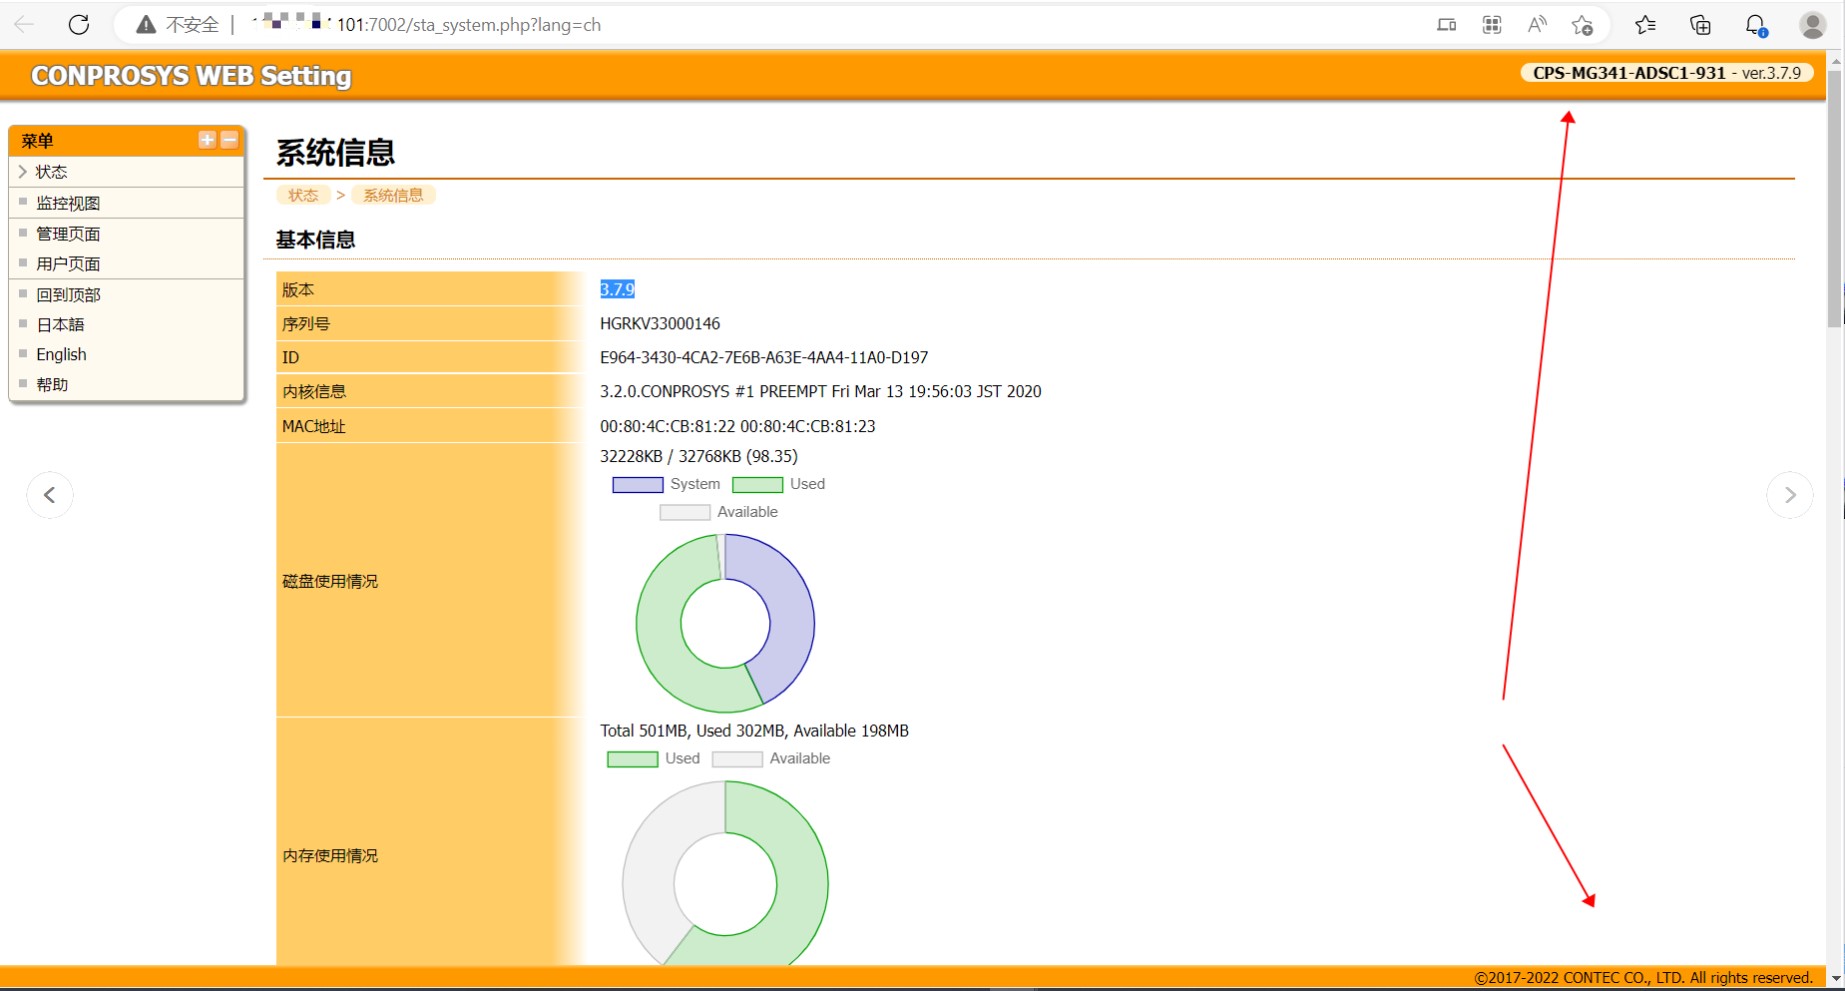 不安全 | 101:7002/sta_system.php?lang=ch
CONPROSYS WEB Setting
CPS-MG341-ADSC1-931 - ver.3.7.9
菜单
状态
监控视图
管理页面
用户页面
回到顶部
日本語
English
帮助
系统信息
状态 > 系统信息
基本信息
版本 3.7.9
序列号 HGRKV33000146
ID E964-3430-4CA2-7E6B-A63E-4AA4-11A0-D197
内核信息 3.2.0.CONPROSYS #1 PREEMPT Fri Mar 13 19:56:03 JST 2020
MAC地址 00:80:4C:CB:81:22 00:80:4C:CB:81:23
32228KB / 32768KB (98.35)
System Used
Available
磁盘使用情况
Total 501MB, Used 302MB, Available 198MB
Used Available
内存使用情况
©2017-2022 CONTEC CO., LTD. All rights reserved.